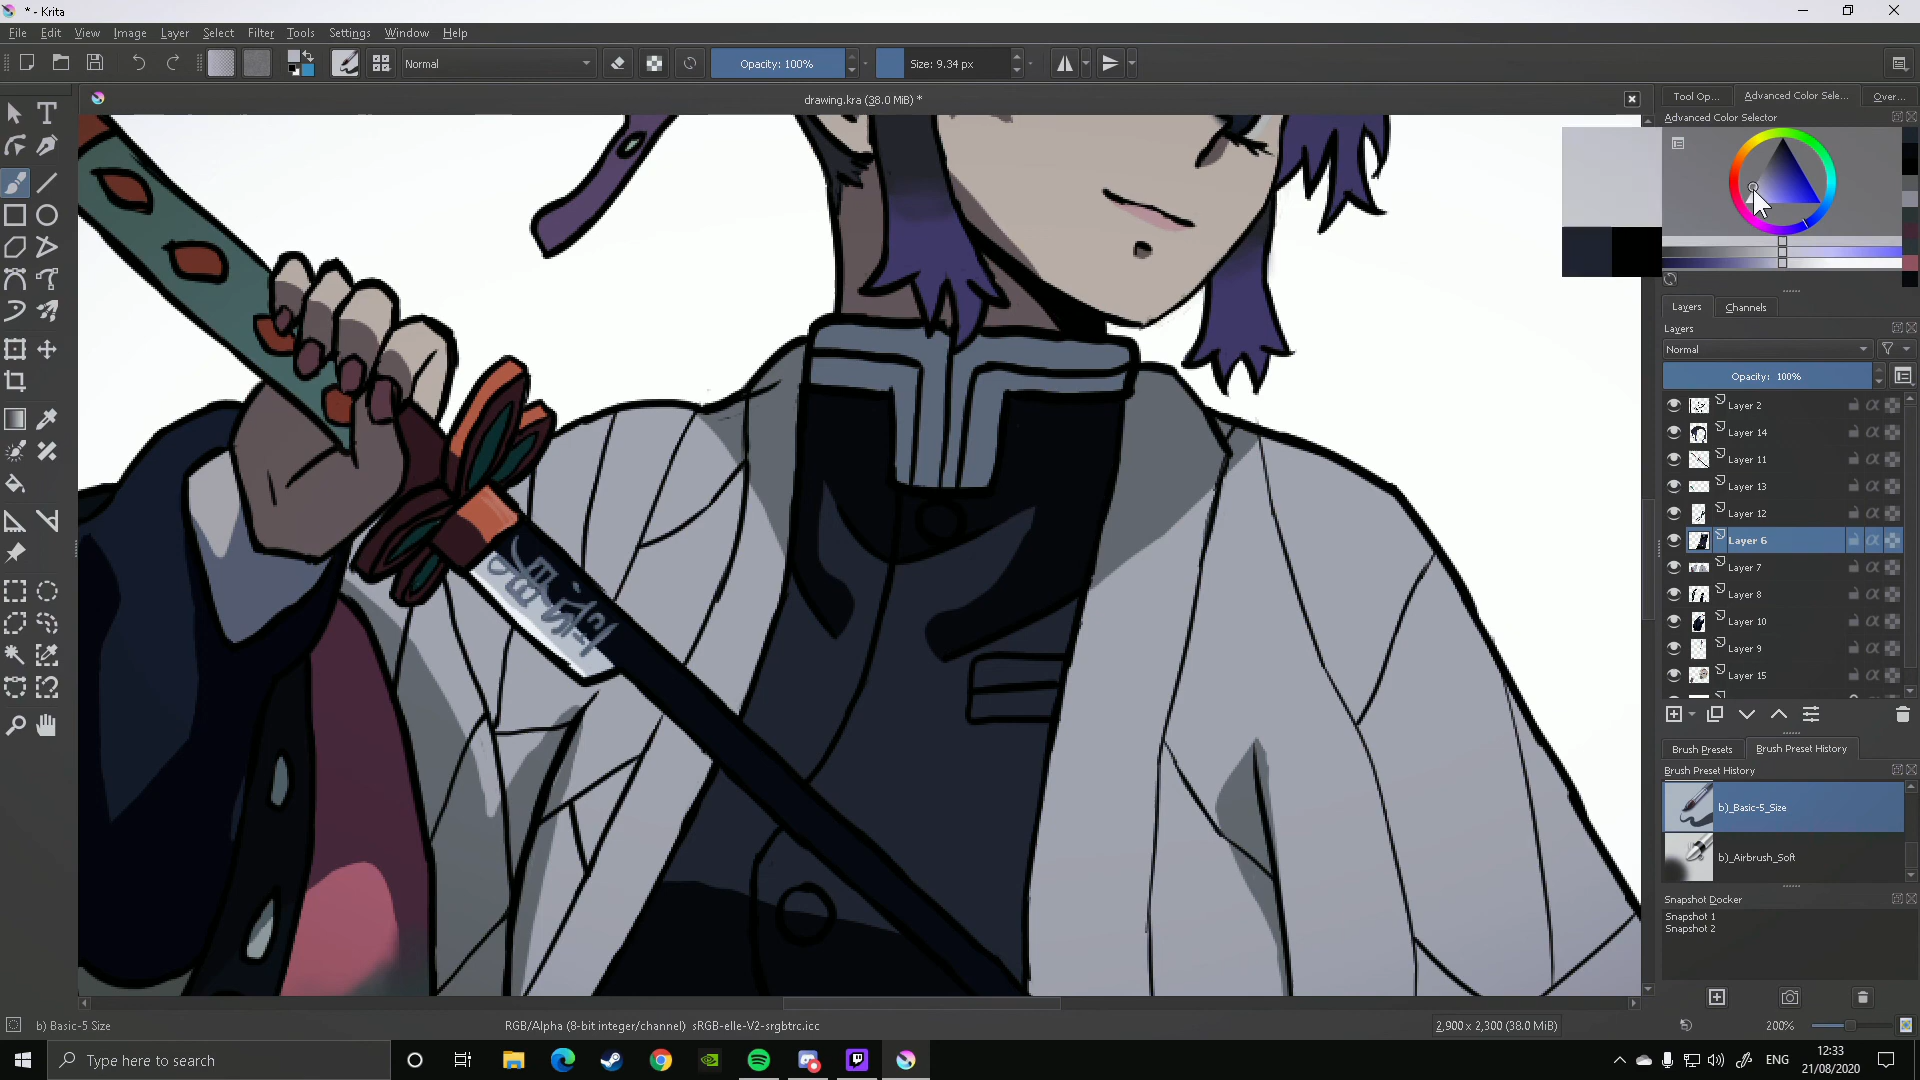 * - Krita
File Edit View Image Layer Select Filter Tools Settings Window Help
Normal
Opacity: 100%
Size: 9.34 px
drawing.kra (38.0 MiB) *
Tool Op... Advanced Color Sele... Over...
Advanced Color Selector
Layers Channels
Layers
Normal
Opacity: 100%
Layer 2
Layer 14
Layer 11
Layer 13
Layer 12
Layer 6
Layer 7
Layer 8
Layer 10
Layer 9
Layer 15
Brush Presets Brush Preset History
Brush Preset History
b)_Basic-5_Size
b)_Airbrush_Soft
Snapshot Docker
Snapshot 1
Snapshot 2
b) Basic-5 Size
RGB/Alpha (8-bit integer/channel) sRGB-elle-V2-srgbtrc.icc
2,900 x 2,300 (38.0 MiB)
200%
Type here to search
ENG
12:33
21/08/2020